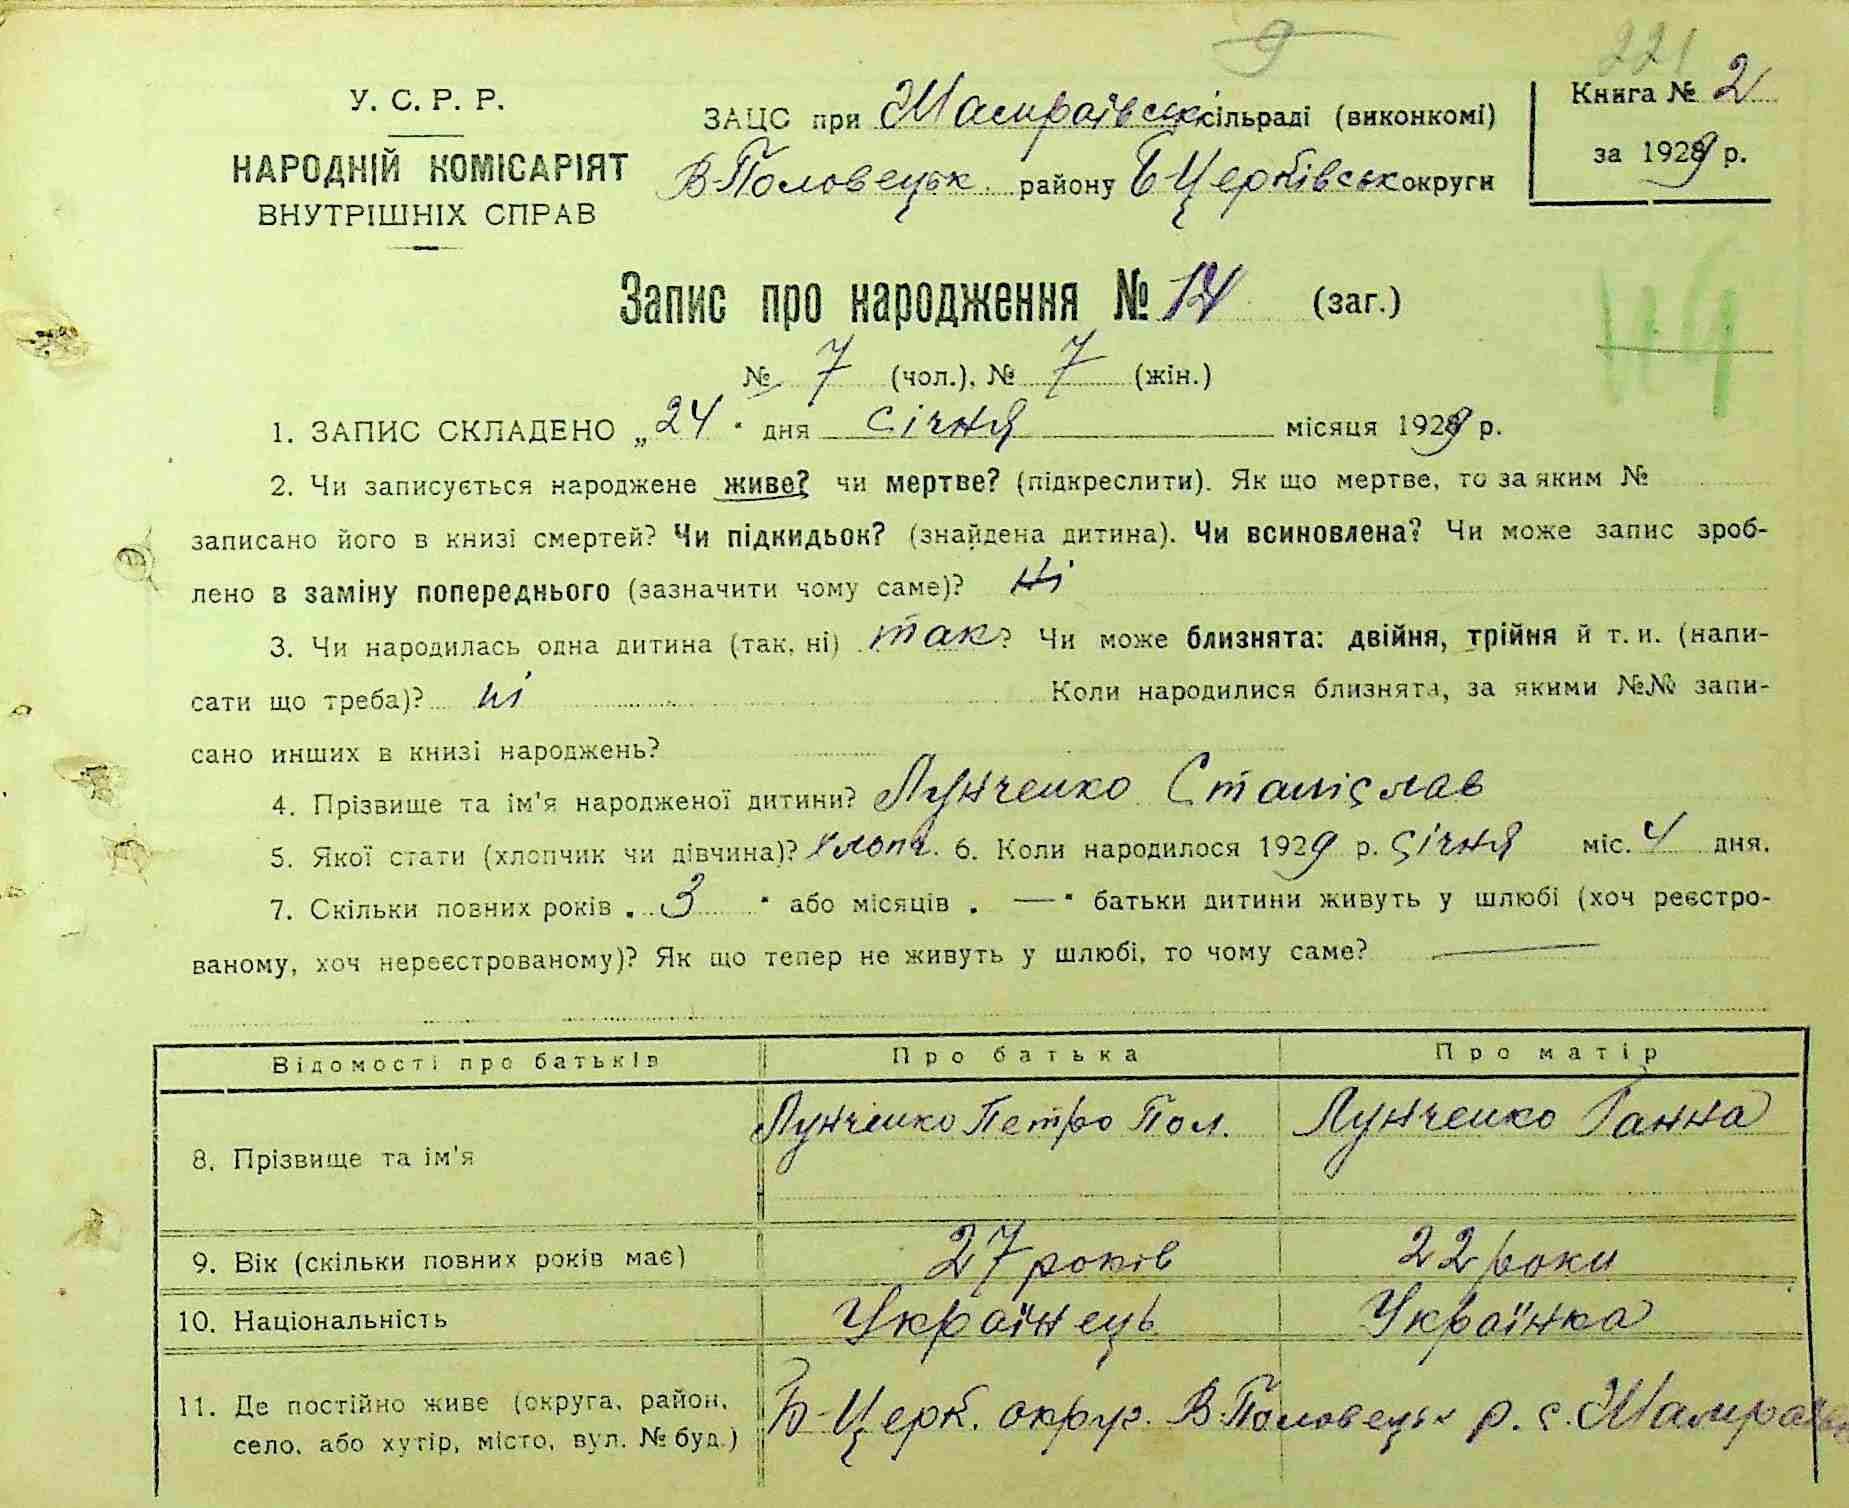 9
221
У. С. Р. Р.
НАРОДНІЙ КОМІСАРІЯТ
ВНУТРІШНІХ СПРАВ
ЗАЦС при Шамраївськ сільраді (виконкомі)
В-Половецьк. району Б-Церквівськ округи
Книга № 2
за 1929 р.
Запис про народження № 14 (заг.)
№ 7 (чол.), № 7 (жін.)
1. ЗАПИС СКЛАДЕНО „24" дня січня місяця 1929 р.
2. Чи записується народжене живе? чи мертве? (підкреслити). Як що мертве, то за яким №
записано його в книзі смертей? Чи підкидьок? (знайдена дитина). Чи всиновлена? Чи може запис зроб-
лено в заміну попереднього (зазначити чому саме)? Ні
3. Чи народилась одна дитина (так, ні) так? Чи може близнята: двійня, трійня й т. и. (напи-
сати що треба)? ні Коли народилися близнята, за якими №№ запи-
сано инших в книзі народжень?
4. Прізвище та ім'я народженої дитини? Лунченко Станіслав
5. Якої стати (хлопчик чи дівчина)? хлопч. 6. Коли народилося 1929 р. січня міс. 4 дня.
7. Скільки повних років „ 3 " або місяців „ — " батьки дитини живуть у шлюбі (хоч реєстро-
ваному, хоч нереєстрованому)? Як що тепер не живуть у шлюбі, то чому саме? —
Відомості про батьків Про батька Про матір
8. Прізвище та ім'я Лунченко Петро Пол. Лунченко Ганна
9. Вік (скільки повних років має) 27 років 22 роки
10. Національність Українець Українка
11. Де постійно живе (округа, район,
село, або хутір, місто, вул. № буд.) Б-Церк. округ. В-Половецьк р. с. Шамраївка